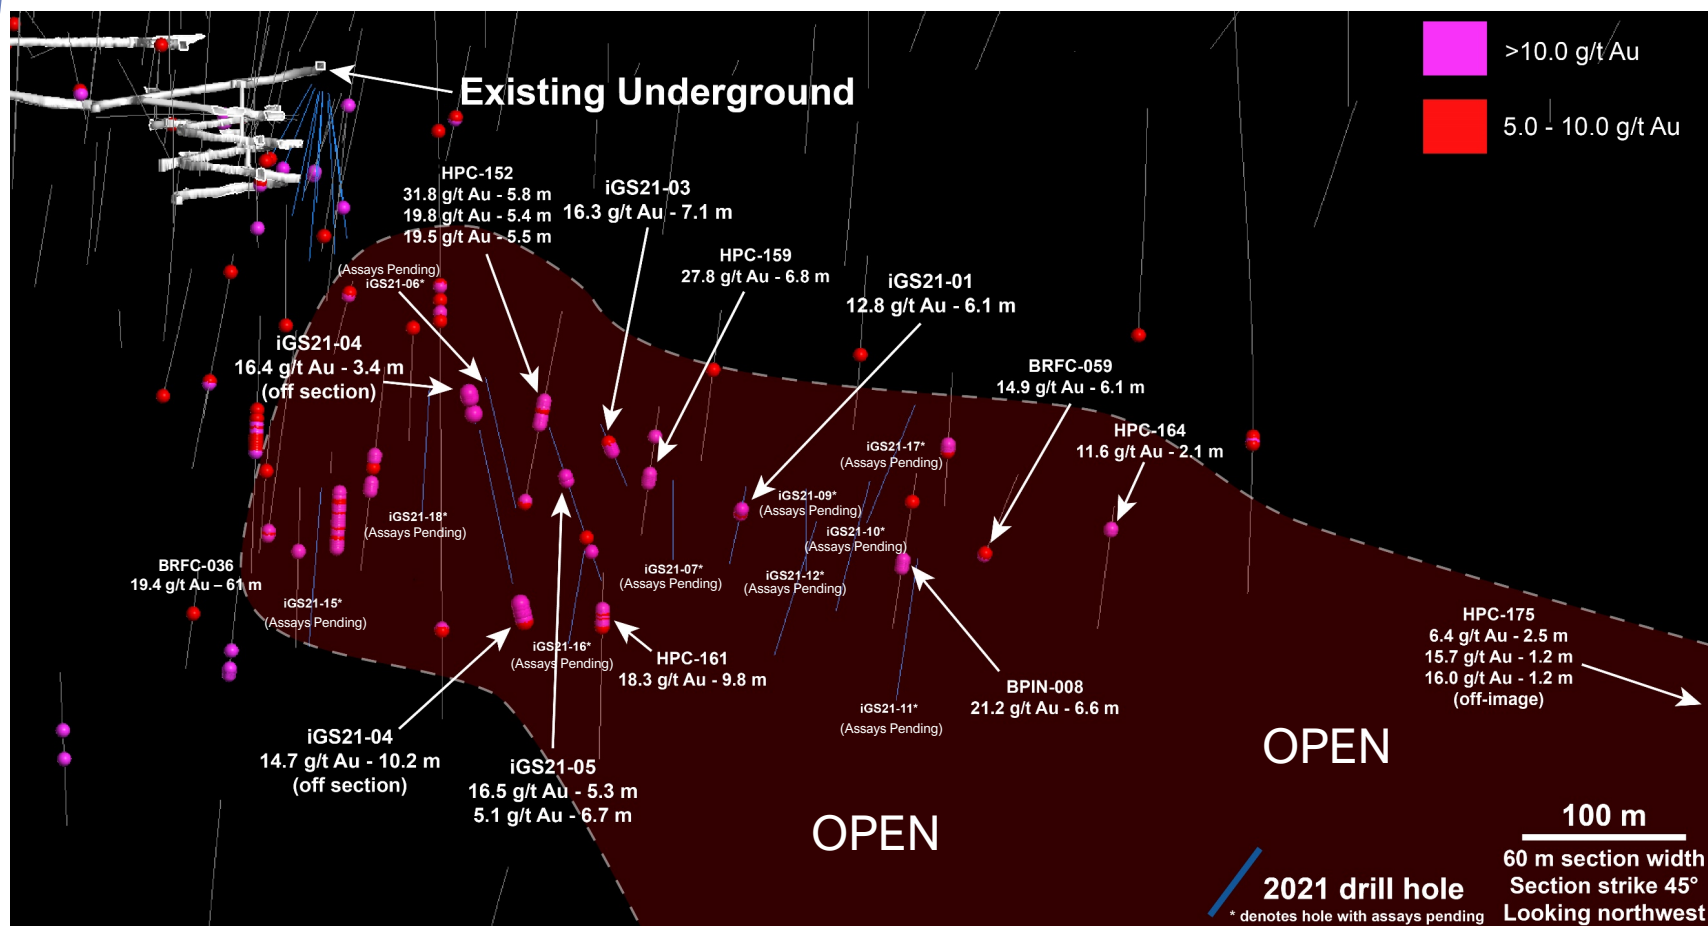 >10.0 g/t Au
5.0 - 10.0 g/t Au
Existing Underground
HPC-152
31.8 g/t Au - 5.8 m
19.8 g/t Au - 5.4 m
19.5 g/t Au - 5.5 m
iGS21-03
16.3 g/t Au - 7.1 m
HPC-159
27.8 g/t Au - 6.8 m
(Assays Pending)
iGS21-06*
iGS21-01
12.8 g/t Au - 6.1 m
iGS21-04
16.4 g/t Au - 3.4 m
(off section)
BRFC-059
14.9 g/t Au - 6.1 m
HPC-164
11.6 g/t Au - 2.1 m
iGS21-17*
(Assays Pending)
iGS21-09*
(Assays Pending)
iGS21-18*
(Assays Pending)
iGS21-10*
(Assays Pending)
BRFC-036
19.4 g/t Au – 61 m
iGS21-07*
(Assays Pending)
iGS21-12*
(Assays Pending)
iGS21-15*
(Assays Pending)
iGS21-16*
(Assays Pending)
HPC-161
18.3 g/t Au - 9.8 m
BPIN-008
21.2 g/t Au - 6.6 m
iGS21-11*
(Assays Pending)
HPC-175
6.4 g/t Au - 2.5 m
15.7 g/t Au - 1.2 m
16.0 g/t Au - 1.2 m
(off-image)
iGS21-04
14.7 g/t Au - 10.2 m
(off section)
iGS21-05
16.5 g/t Au - 5.3 m
5.1 g/t Au - 6.7 m
OPEN
OPEN
100 m
60 m section width
Section strike 45°
Looking northwest
2021 drill hole
* denotes hole with assays pending